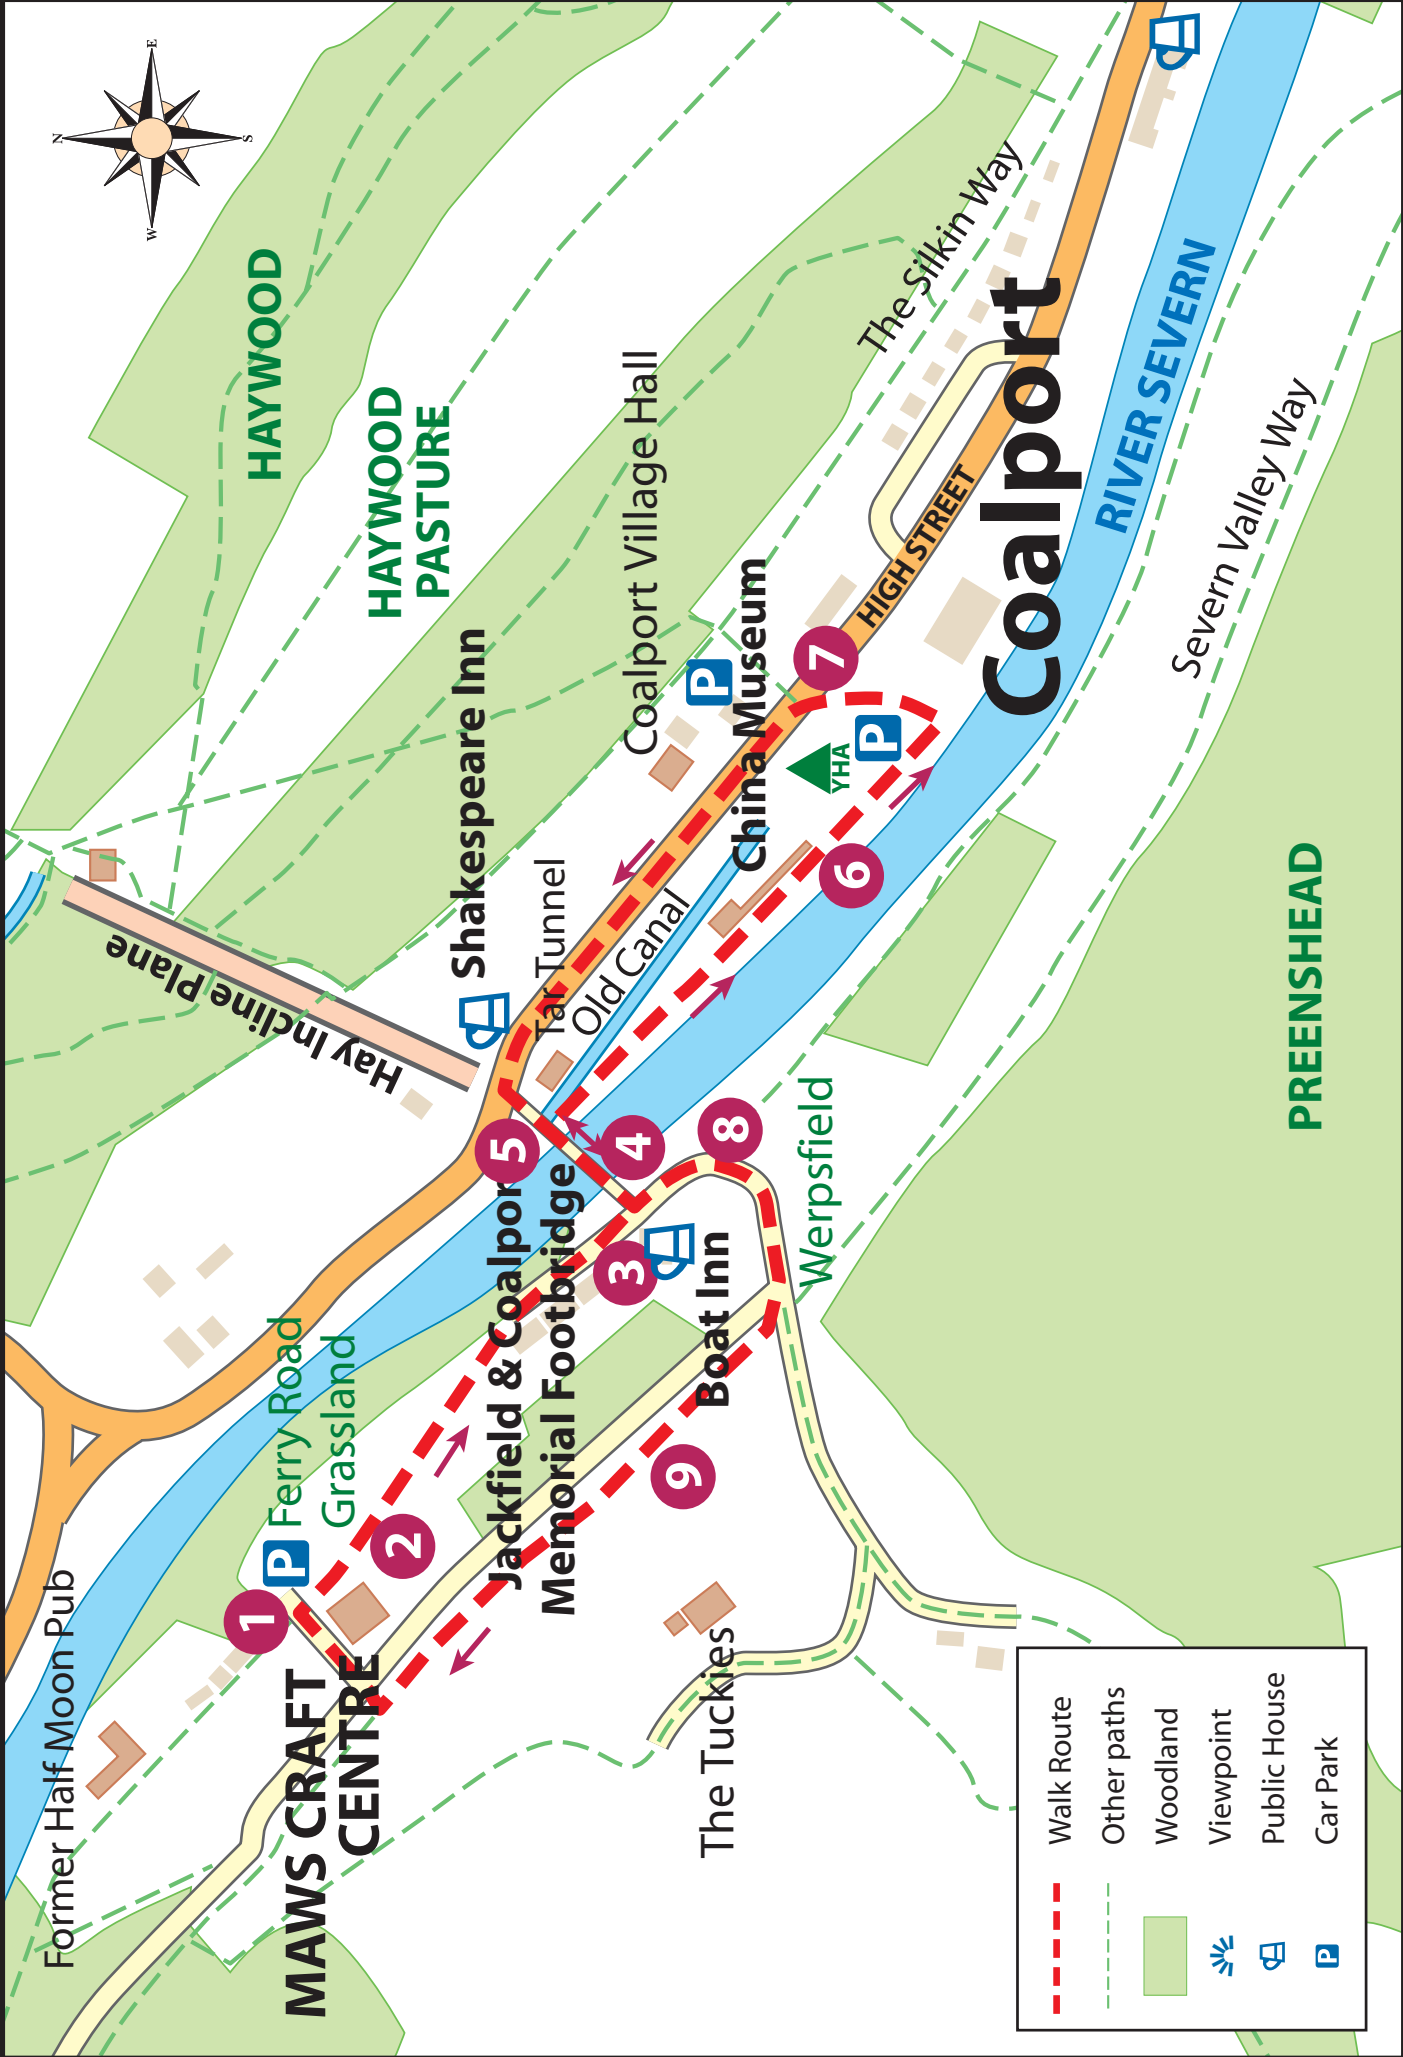 N
E
S
W
HAYWOOD
HAYWOOD
PASTURE
The Silkin Way
Coalport Village Hall
Shakespeare Inn
P
China Museum
7
HIGH STREET
Coalport
RIVER SEVERN
Severn Valley Way
P
YHA
6
Hay Incline Plane
Tar Tunnel
Old Canal
PREENSHEAD
5
4
8
Jackfield & Coalport
Memorial Footbridge
3
Boat Inn
Werpsfield
Ferry Road
Grassland
P
1
2
9
Former Half Moon Pub
MAWS CRAFT
CENTRE
The Tuckies
Walk Route
Other paths
Woodland
Viewpoint
Public House
P Car Park